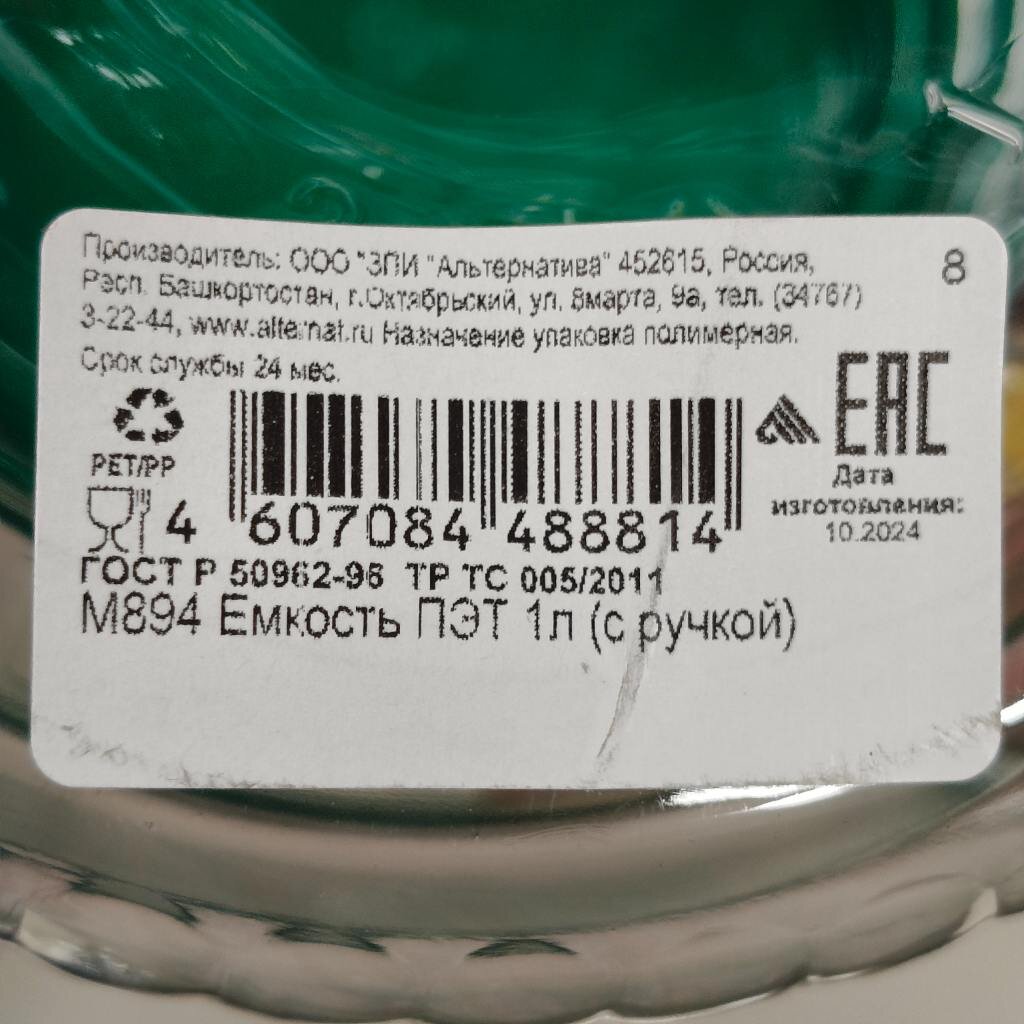 Производитель: ООО "ЗПИ "Альтернатива" 452615, Россия,
8
Респ. Башкортостан, г.Октябрьский, ул. 8марта, 9а, тел. (34767)
3-22-44, www.alternat.ru Назначение упаковка полимерная.
Срок службы 24 мес.
EAC
PET/PP
Дата
изготовления:
10.2024
4 607084 488814
ГОСТ Р 50962-96 ТР ТС 005/2011
М894 Емкость ПЭТ 1л (с ручкой)